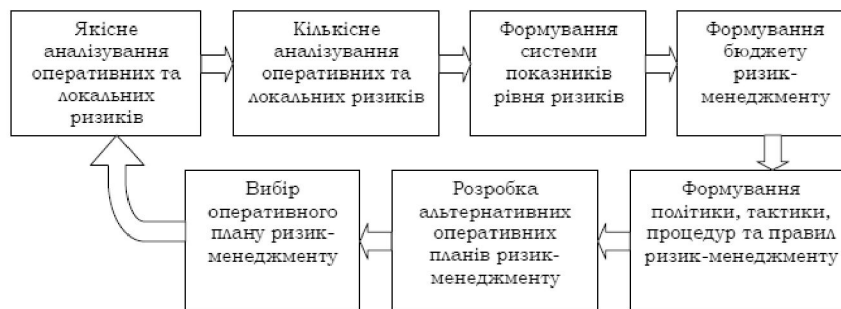 Якісне
аналізування
оперативних та
локальних
ризиків
Кількісне
аналізування
оперативних та
локальних ризиків
Формування
системи
показників
рівня ризиків
Формування
бюджету
ризик-
менеджменту
Формування
політики, тактики,
процедур та правил
ризик-менеджменту
Розробка
альтернативних
оперативних
планів ризик-
менеджменту
Вибір
оперативного
плану ризик-
менеджменту